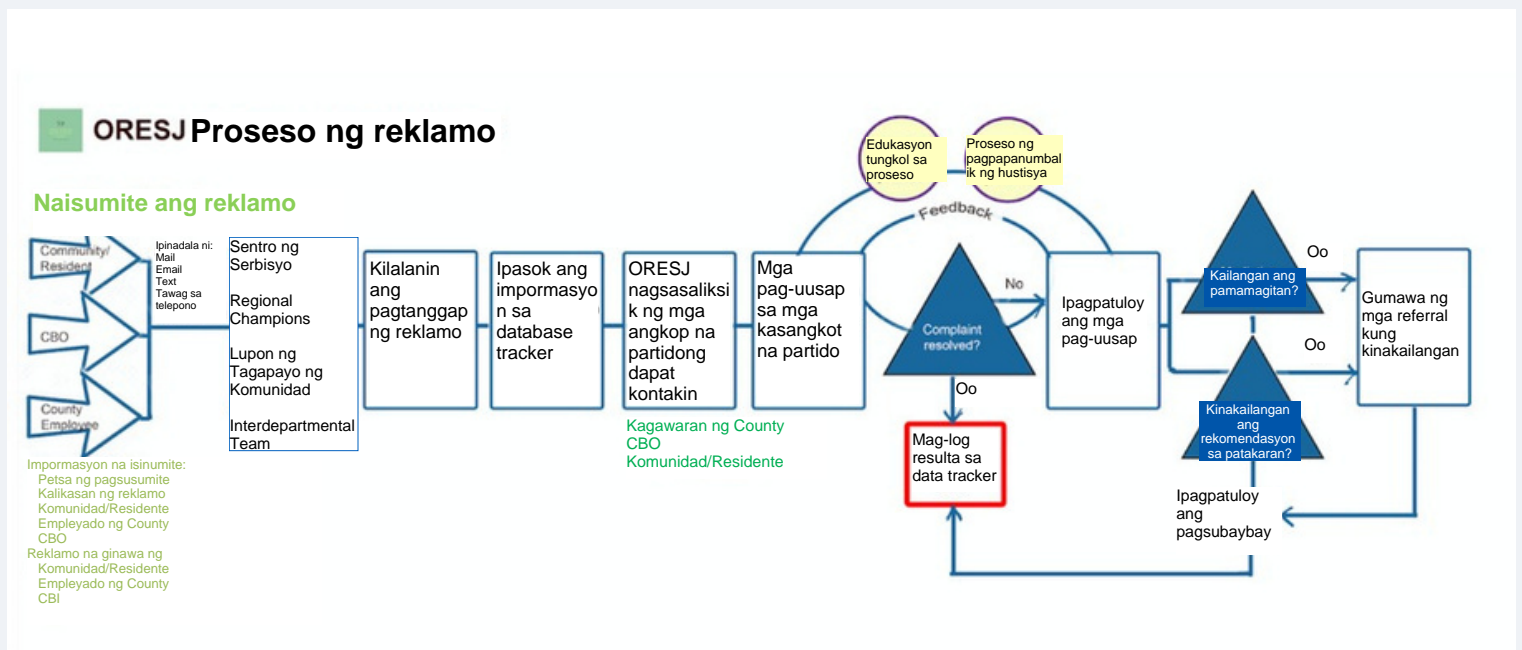 ORESJ Proseso ng reklamo
Naisumite ang reklamo
Community/
Resident
CBO
County
Employee
Ipinadala ni:
Mail
Email
Text
Tawag sa
telepono
Impormasyon na isinumite:
Petsa ng pagsusumite
Kalikasan ng reklamo
Komunidad/Residente
Empleyado ng County
CBO
Reklamo na ginawa ng
Komunidad/Residente
Empleyado ng County
CBI
Sentro ng
Serbisyo
Regional
Champions
Lupon ng
Tagapayo ng
Komunidad
Interdepartmental
Team
Kilalanin
ang
pagtanggap
ng reklamo
Ipasok ang
impormasyo
n sa
database
tracker
ORESJ
nagsasaliksi
k ng mga
angkop na
partidong
dapat
kontakin
Kagawaran ng County
CBO
Komunidad/Residente
Mga
pag-uusap
sa mga
kasangkot
na partido
Edukasyon
tungkol sa
proseso
Proseso ng
pagpapanumbal
ik ng hustisya
Feedback
Complaint
resolved?
No
Oo
Mag-log
resulta sa
data tracker
Ipagpatuloy
ang mga
pag-uusap
Kailangan ang
pamamagitan?
Oo
Kinakailangan
ang
rekomendasyon
sa patakaran?
Oo
Gumawa ng
mga referral
kung
kinakailangan
Ipagpatuloy
ang
pagsubaybay